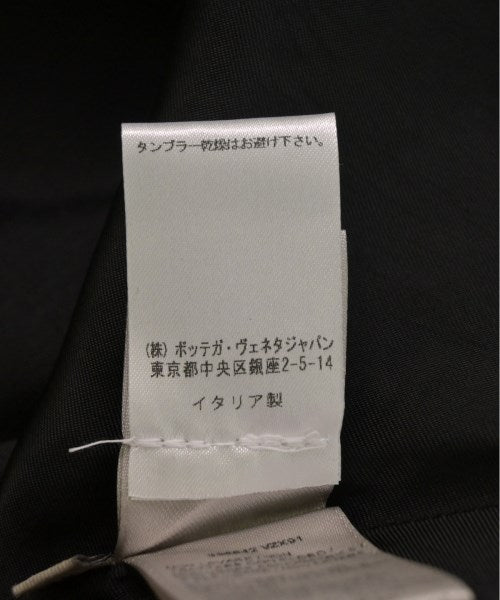 タンブラー乾燥はお避け下さい。
(株) ボッテガ・ヴェネタジャパン
東京都中央区銀座2-5-14
イタリア製
VZX91